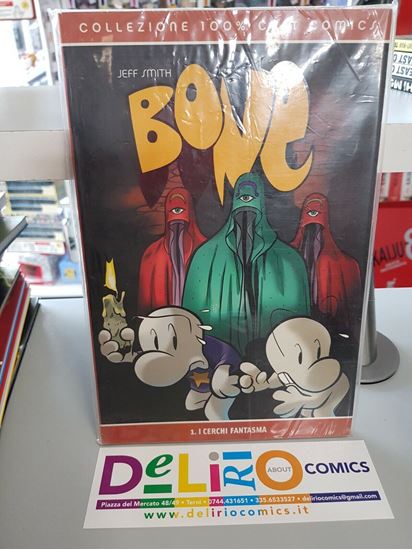 COLLEZIONE 100% CULT COMICS
JEFF SMITH
BONE
1. I CERCHI FANTASMA
DELIRIO ABOUT COMICS
Piazza del Mercato 48/49 • Terni • 0744.431651 • 335.6533527 • deliriocomics@gmail.com
www.deliriocomics.it